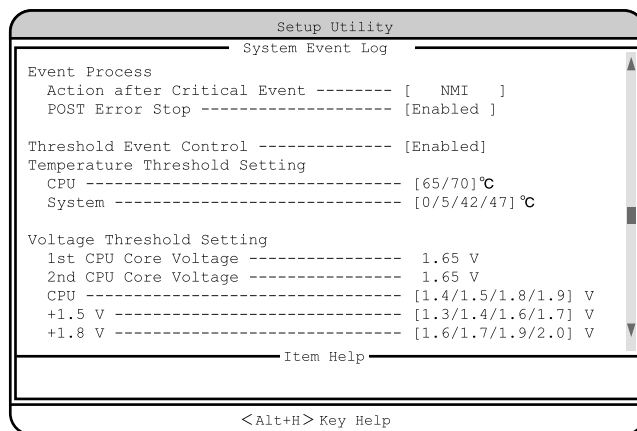 Setup Utility
System Event Log
Event Process
Action after Critical Event -------- [   NMI   ]
POST Error Stop -------------------- [Enabled ]
Threshold Event Control -------------- [Enabled]
Temperature Threshold Setting
CPU --------------------------------- [65/70]℃
System ------------------------------ [0/5/42/47]℃
Voltage Threshold Setting
1st CPU Core Voltage ---------------- 1.65 V
2nd CPU Core Voltage ---------------- 1.65 V
CPU --------------------------------- [1.4/1.5/1.8/1.9] V
+1.5 V ------------------------------ [1.3/1.4/1.6/1.7] V
+1.8 V ------------------------------ [1.6/1.7/1.9/2.0] V
Item Help
<Alt+H> Key Help